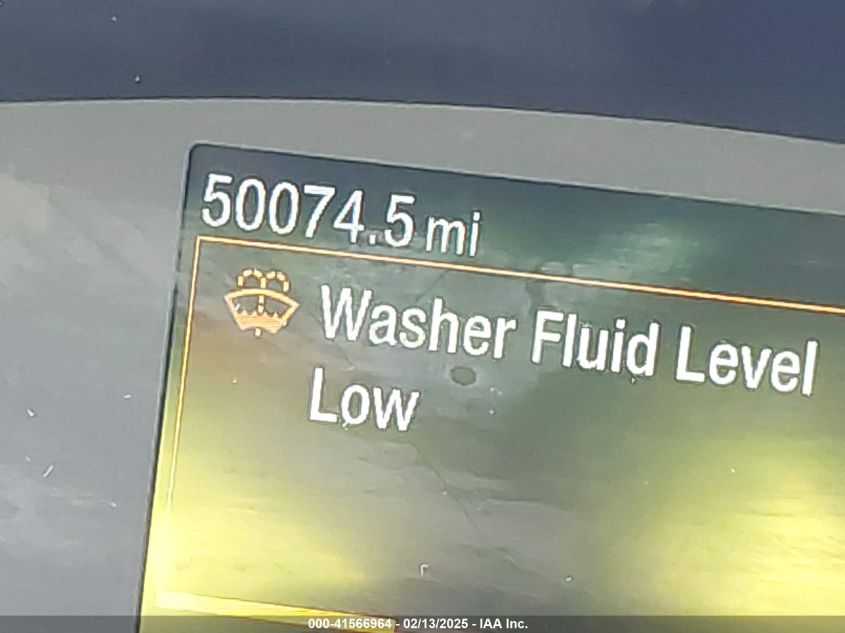 50074.5 mi
Washer Fluid Level
Low
000-41566964 - 02/13/2025 - IAA Inc.